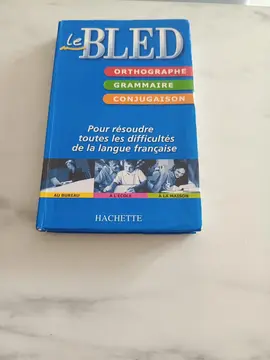 le BLED
ORTHOGRAPHE
GRAMMAIRE
CONJUGAISON
Pour résoudre
toutes les difficultés
de la langue française
AU BUREAU
À L'ÉCOLE
À LA MAISON
HACHETTE